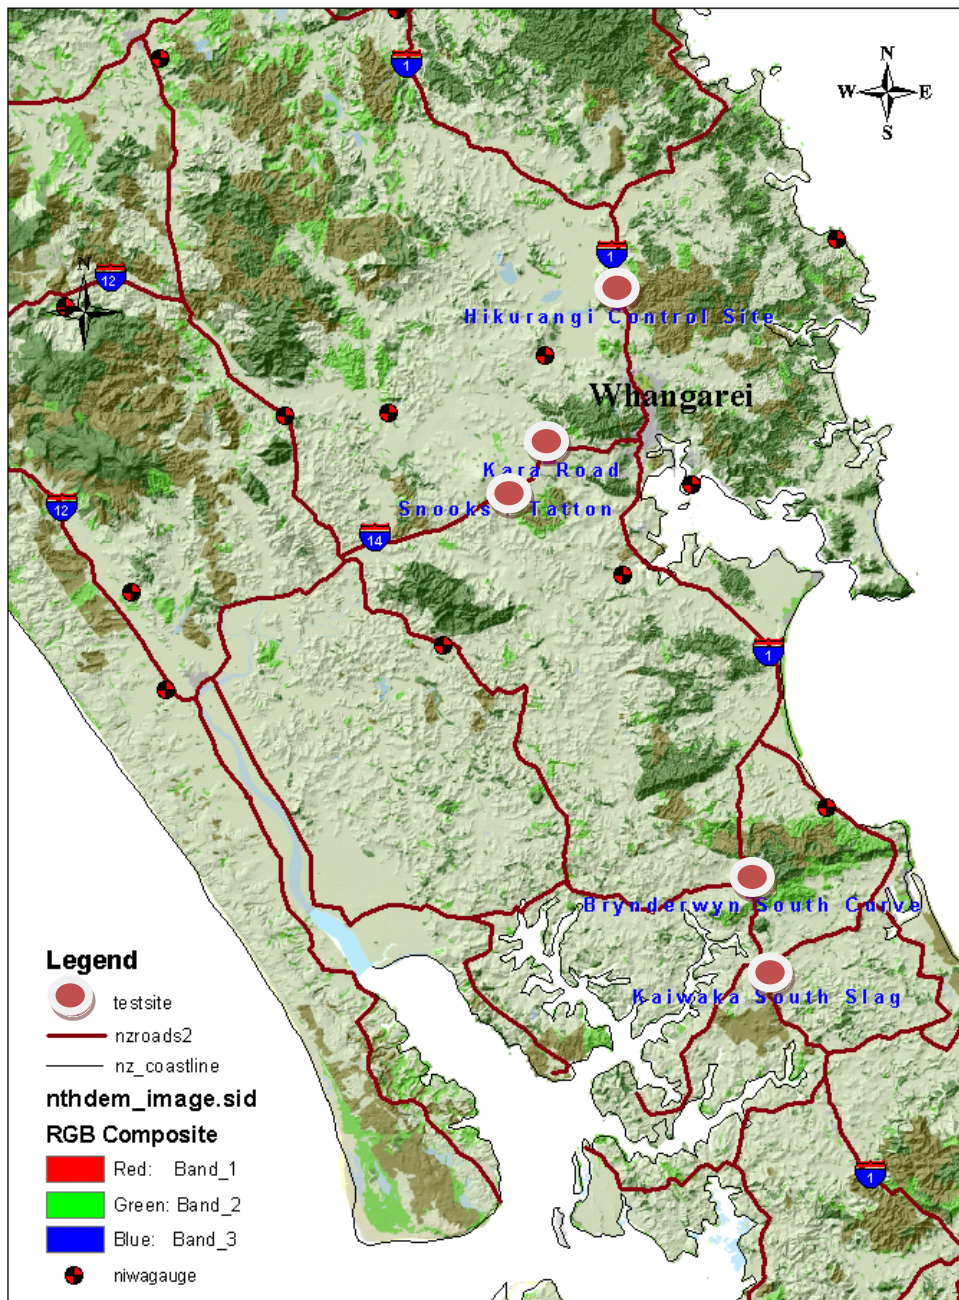 1
N
W E
S
1
N
12
Hikurangi Control Site
Whangarei
Kara Road
Snooks Tatton
12
14
1
Brynderwyn South Curve
Kaiwaka South Slag
Legend
testsite
nzroads2
nz_coastline
nthdem_image.sid
RGB Composite
Red: Band_1
Green: Band_2
Blue: Band_3
niwagauge
1